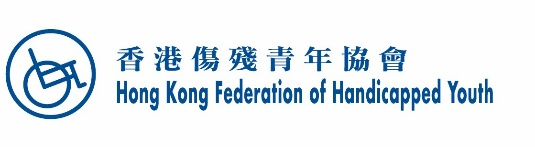 香港傷殘青年協會
Hong Kong Federation of Handicapped Youth